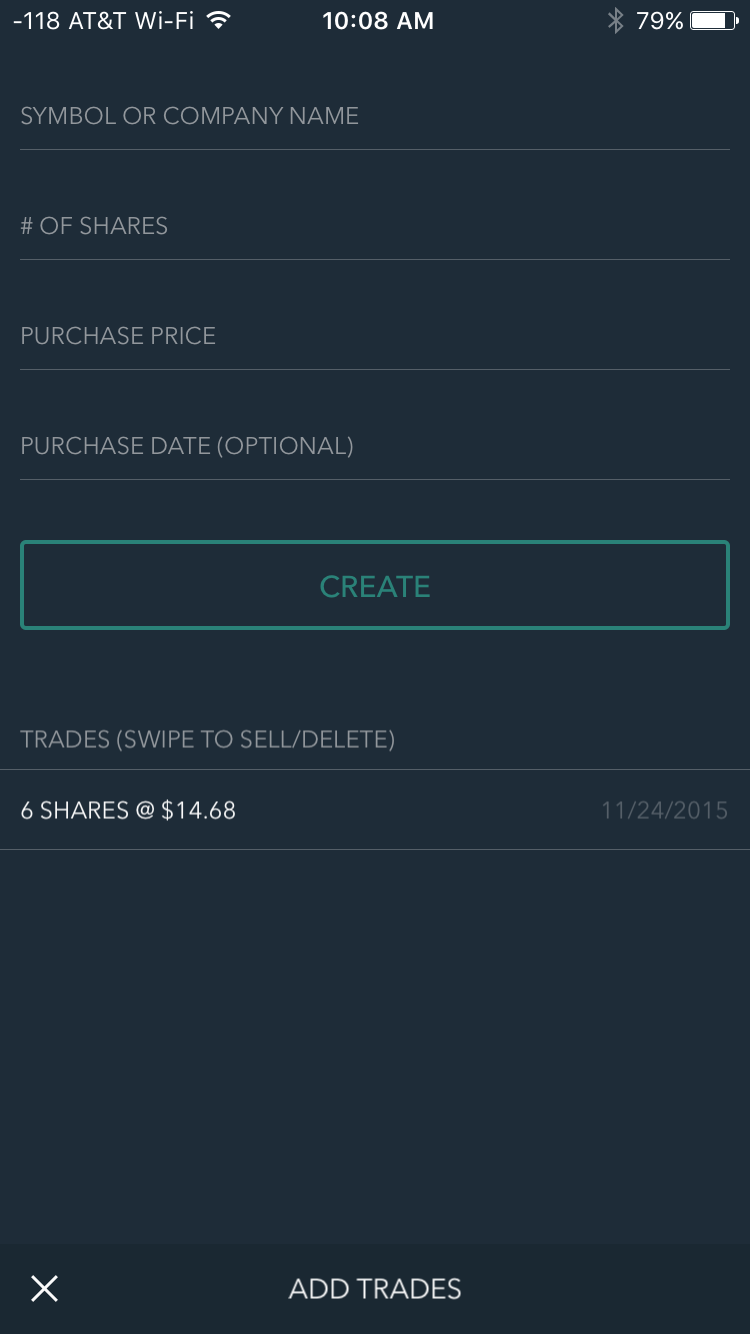 -118 AT&T Wi-Fi 10:08 AM 79%
SYMBOL OR COMPANY NAME
# OF SHARES
PURCHASE PRICE
PURCHASE DATE (OPTIONAL)
CREATE
TRADES (SWIPE TO SELL/DELETE)
6 SHARES @ $14.68 11/24/2015
ADD TRADES